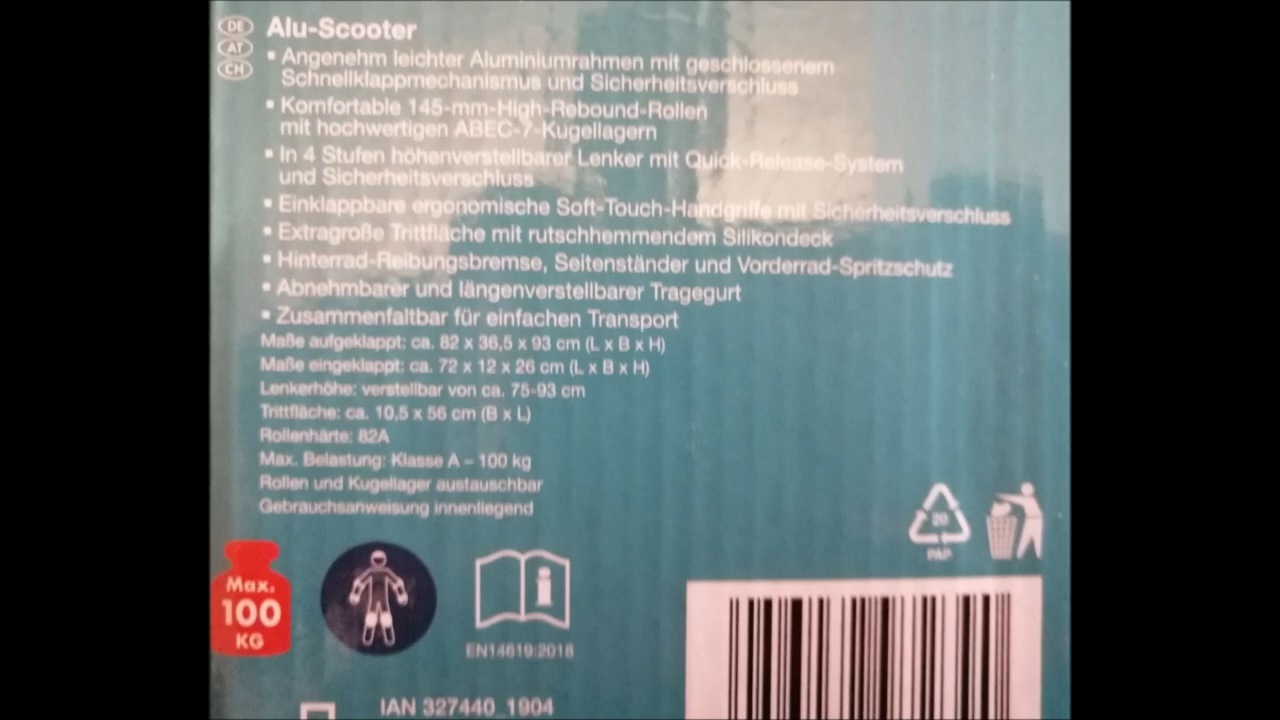 DE
AT
CH
Alu-Scooter
▪ Angenehm leichter Aluminiumrahmen mit geschlossenem
Schnellklappmechanismus und Sicherheitsverschluss
▪ Komfortable 145-mm-High-Rebound-Rollen
mit hochwertigen ABEC-7-Kugellagern
▪ In 4 Stufen höhenverstellbarer Lenker mit Quick-Release-System
und Sicherheitsverschluss
▪ Einklappbare ergonomische Soft-Touch-Handgriffe mit Sicherheitsverschluss
▪ Extragroße Trittfläche mit rutschhemmendem Silikondeck
▪ Hinterrad-Reibungsbremse, Seitenständer und Vorderrad-Spritzschutz
▪ Abnehmbarer und längenverstellbarer Tragegurt
▪ Zusammenfaltbar für einfachen Transport
Maße aufgeklappt: ca. 82 x 36,5 x 93 cm (L x B x H)
Maße eingeklappt: ca. 72 x 12 x 26 cm (L x B x H)
Lenkerhöhe: verstellbar von ca. 75-93 cm
Trittfläche: ca. 10,5 x 56 cm (B x L)
Rollenhärte: 82A
Max. Belastung: Klasse A – 100 kg
Rollen und Kugellager austauschbar
Gebrauchsanweisung innenliegend
20
PAP
Max.
100
KG
EN14619:2018
IAN 327440_1904